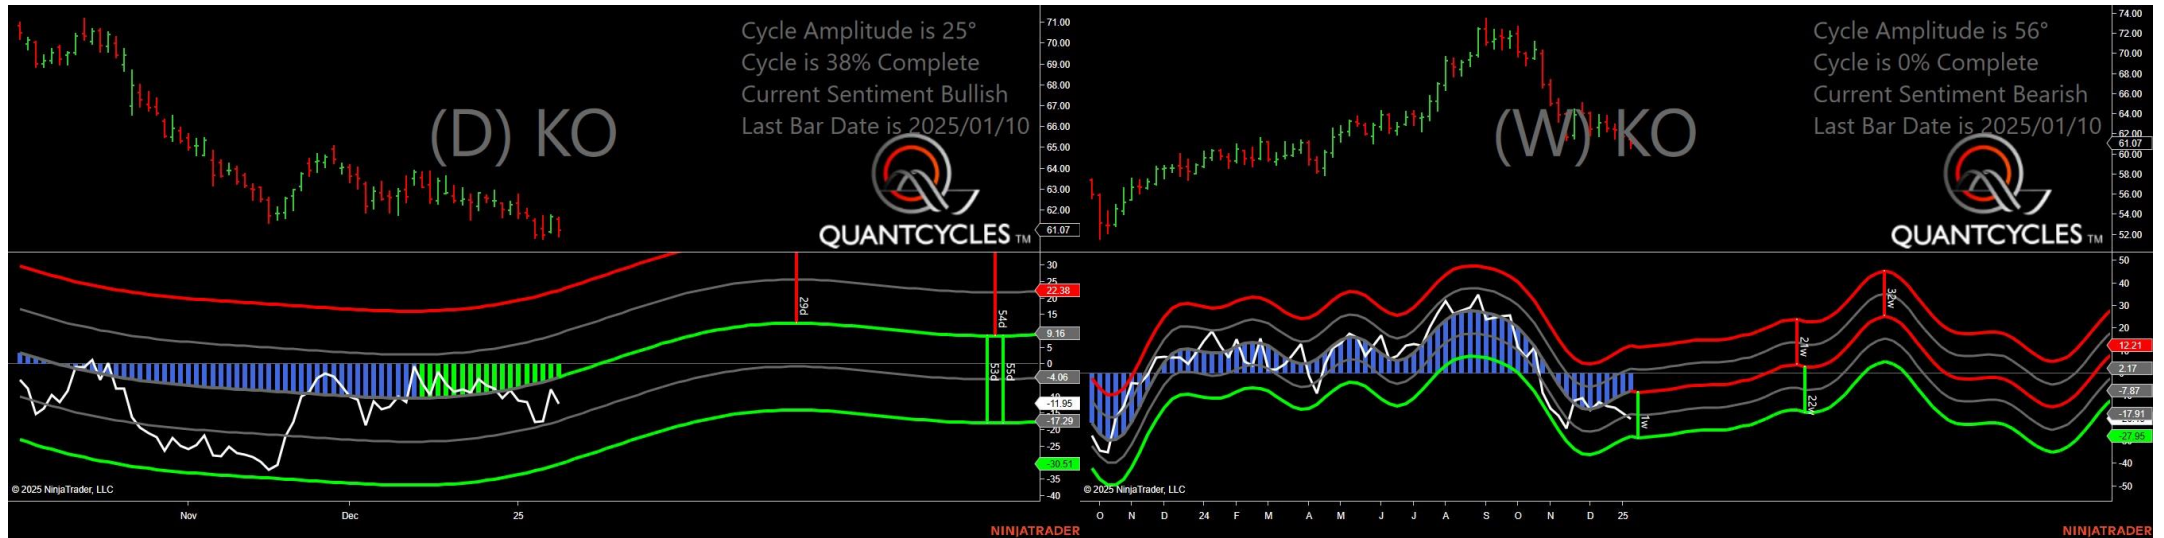 Cycle Amplitude is 25°
Cycle is 38% Complete
Current Sentiment Bullish
Last Bar Date is 2025/01/10
(D) KO
QUANTCYCLES TM
71.00
70.00
69.00
68.00
67.00
66.00
65.00
64.00
63.00
62.00
61.07
30
25
22.38
20
15
9.16
5
0
-4.06
-11.95
-17.29
-20
-25
-30.51
-35
-40
29d
54d
53d
55d
© 2025 NinjaTrader, LLC
Nov
Dec
25
NINJATRADER
Cycle Amplitude is 56°
Cycle is 0% Complete
Current Sentiment Bearish
Last Bar Date is 2025/01/10
(W) KO
QUANTCYCLES TM
74.00
72.00
70.00
68.00
66.00
64.00
62.00
61.07
60.00
58.00
56.00
54.00
52.00
50
40
30
20
12.21
2.17
-7.87
-17.91
-27.95
-40
-50
1w
21w
22w
32w
© 2025 NinjaTrader, LLC
O N D 24 F M A M J J A S O N D 25
NINJATRADER